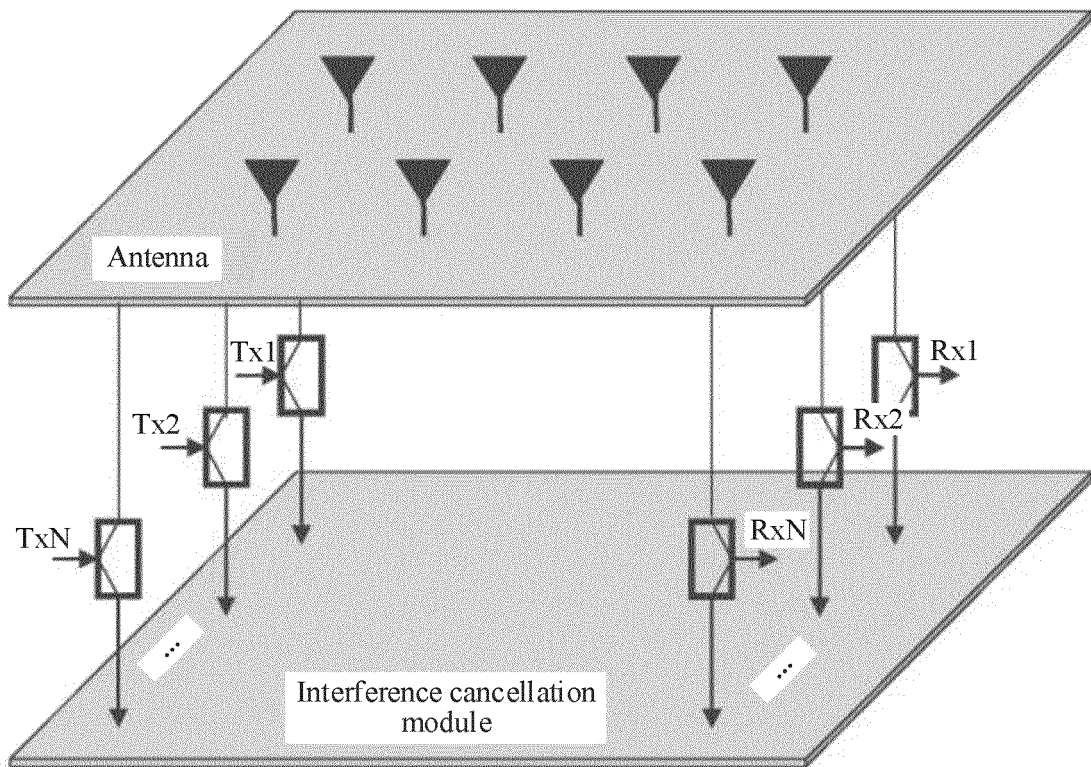 Antenna
Tx1
Rx1
Tx2
Rx2
TxN
RxN
...
...
Interference cancellation
module